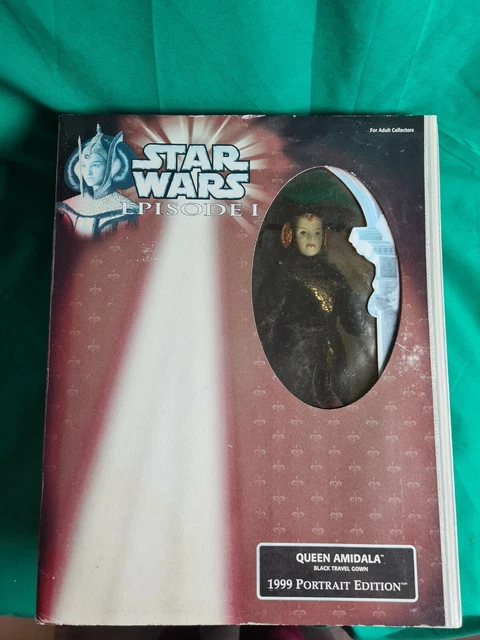 For Adult Collectors
STAR
WARS
EPISODE I
QUEEN AMIDALA™
BLACK TRAVEL GOWN
1999 PORTRAIT EDITION™